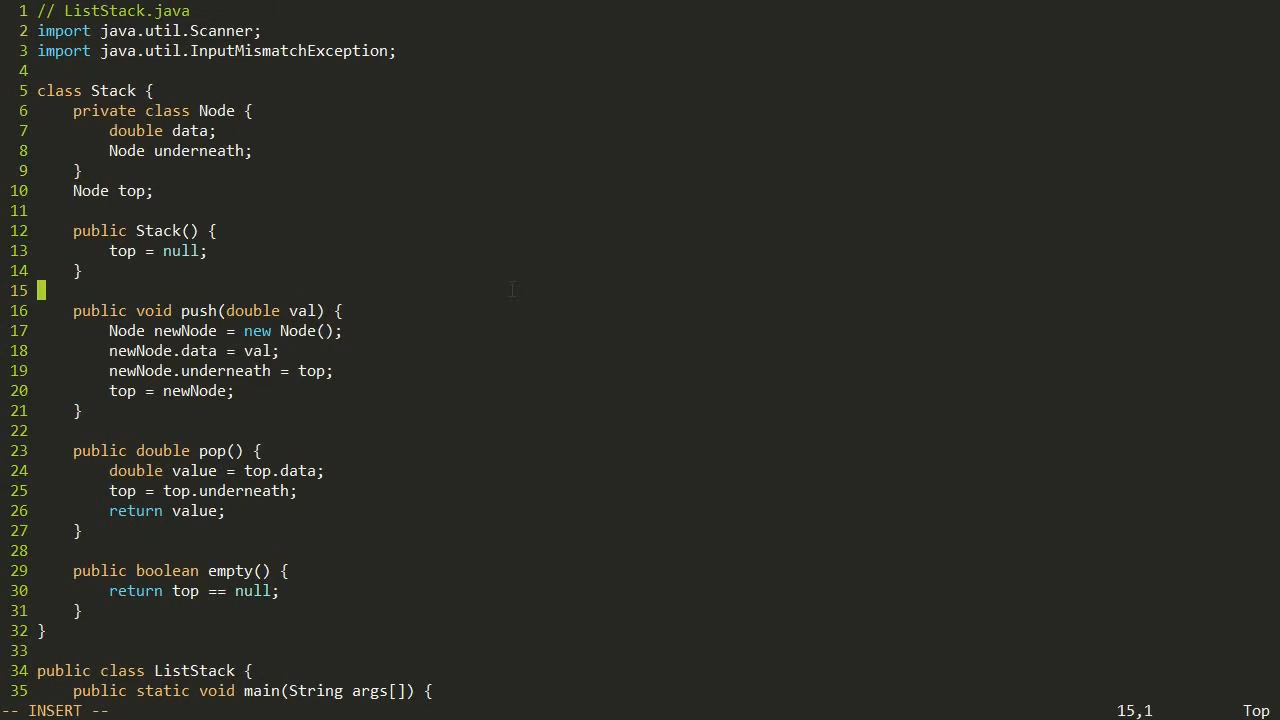 1 // ListStack.java
2 import java.util.Scanner;
3 import java.util.InputMismatchException;
4
5 class Stack {
6     private class Node {
7         double data;
8         Node underneath;
9     }
10     Node top;
11
12     public Stack() {
13         top = null;
14     }
15
16     public void push(double val) {
17         Node newNode = new Node();
18         newNode.data = val;
19         newNode.underneath = top;
20         top = newNode;
21     }
22
23     public double pop() {
24         double value = top.data;
25         top = top.underneath;
26         return value;
27     }
28
29     public boolean empty() {
30         return top == null;
31     }
32 }
33
34 public class ListStack {
35     public static void main(String args[]) {
-- INSERT -- 15,1 Top